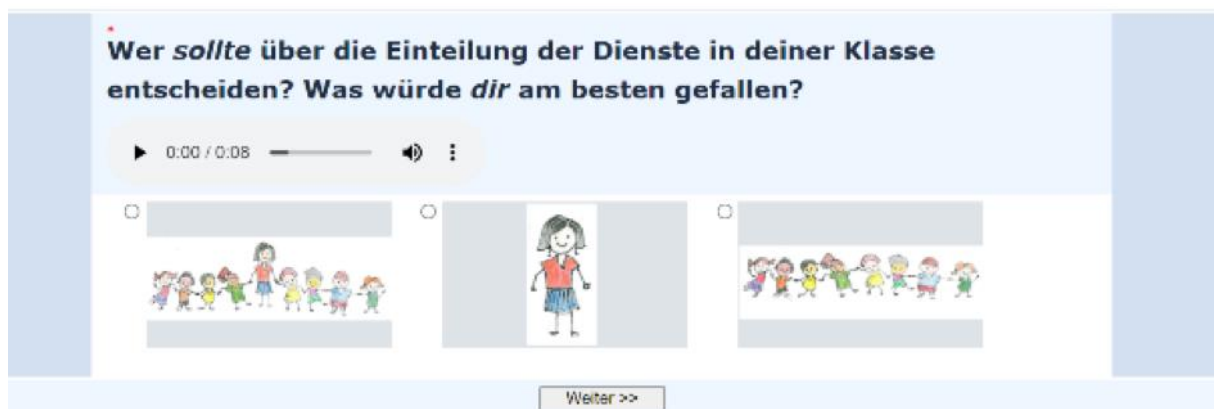 *
Wer sollte über die Einteilung der Dienste in deiner Klasse
entscheiden? Was würde dir am besten gefallen?
0:00 / 0:08
Weiter >>